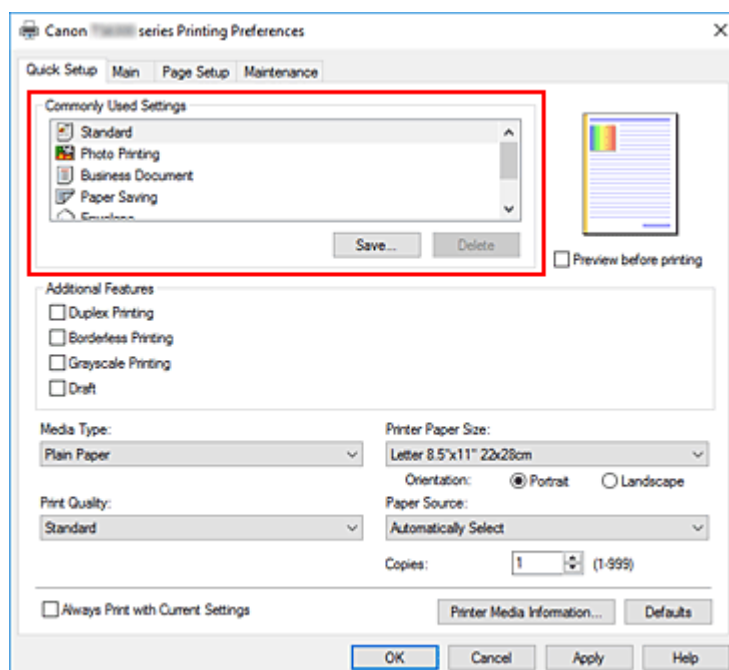 Canon series Printing Preferences
Quick Setup Main Page Setup Maintenance
Commonly Used Settings
Standard
Photo Printing
Business Document
Paper Saving
Save... Delete
Preview before printing
Additional Features
Duplex Printing
Borderless Printing
Grayscale Printing
Draft
Media Type: Printer Paper Size:
Plain Paper Letter 8.5"x11" 22x28cm
Orientation: Portrait Landscape
Print Quality: Paper Source:
Standard Automatically Select
Copies: 1 (1-999)
Always Print with Current Settings Printer Media Information... Defaults
OK Cancel Apply Help